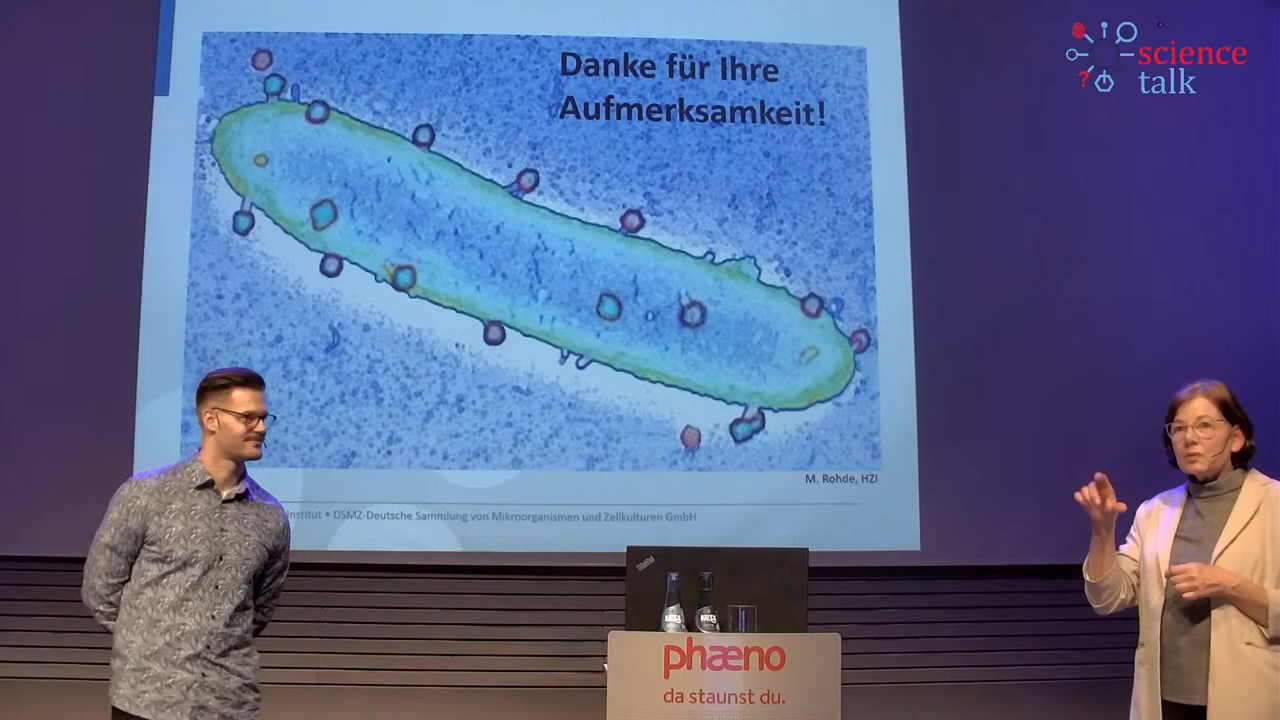 Danke für Ihre
Aufmerksamkeit!
science
talk
M. Rohde, HZI
Institut • DSMZ-Deutsche Sammlung von Mikroorganismen und Zellkulturen GmbH
phæno
da staunst du.